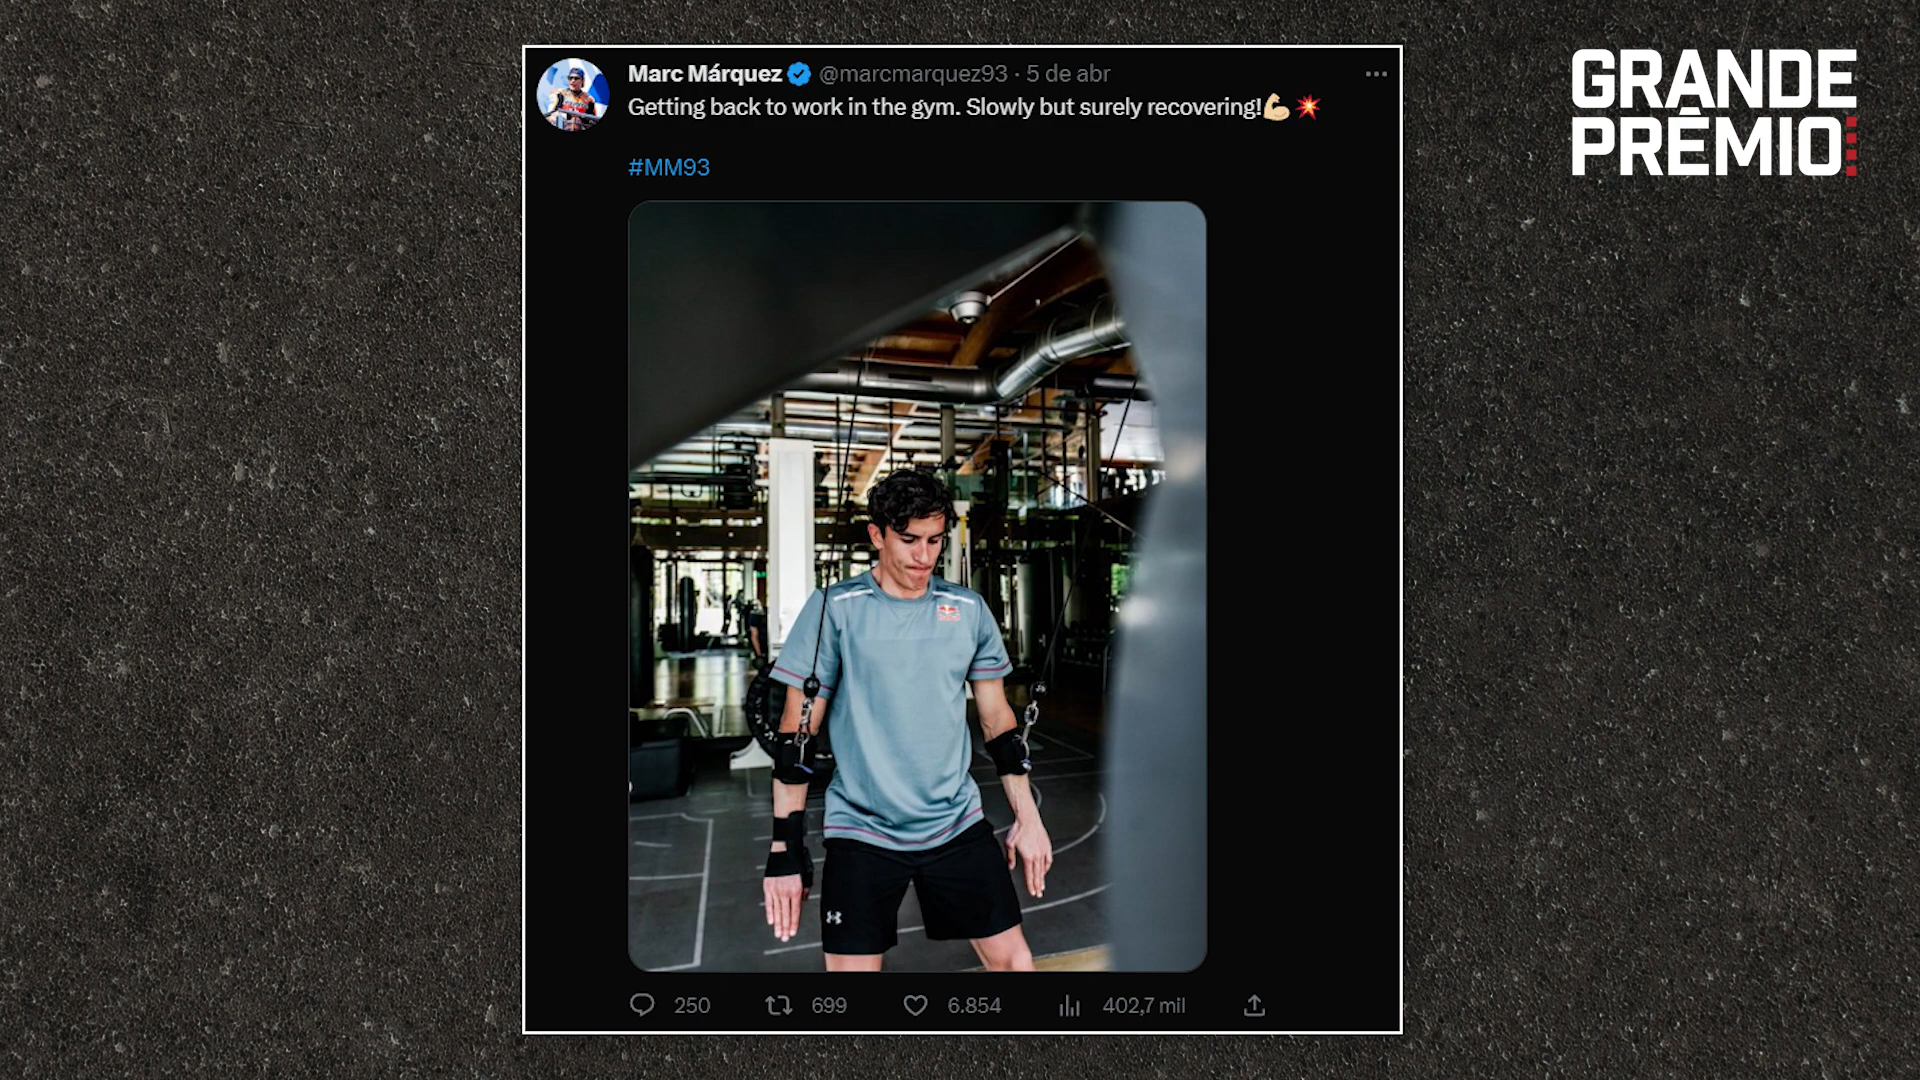 GRANDE
PRÊMIO
Marc Márquez @marcmarquez93 · 5 de abr
Getting back to work in the gym. Slowly but surely recovering!💪🏼💥
#MM93
250 699 6.854 402,7 mil